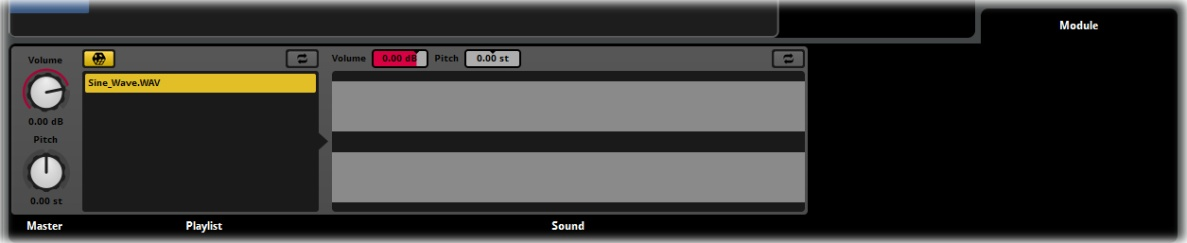 Module
Volume
0.00 dB
Pitch
0.00 st
Master
Sine_Wave.WAV
Playlist
Volume 0.00 dB Pitch 0.00 st
Sound